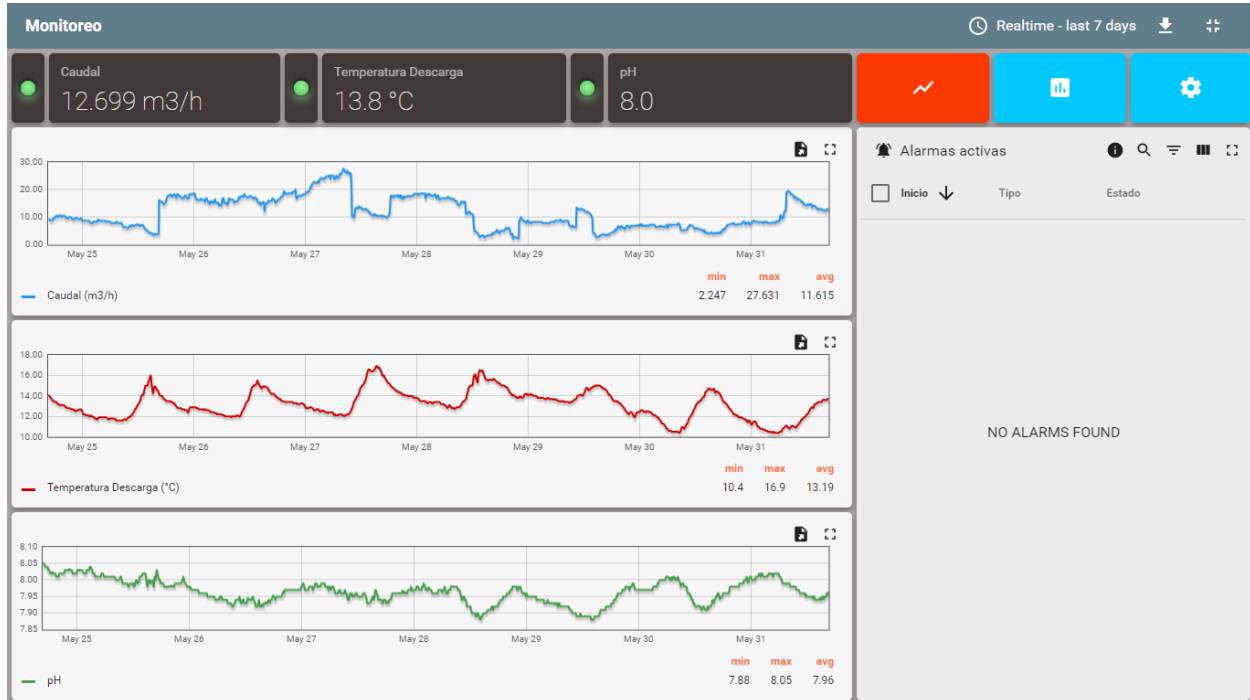 Monitoreo
Realtime - last 7 days
Caudal
12.699 m3/h
Temperatura Descarga
13.8 °C
pH
8.0
30.00
20.00
10.00
0.00
May 25 May 26 May 27 May 28 May 29 May 30 May 31
min max avg
Caudal (m3/h) 2.247 27.631 11.615
18.00
16.00
14.00
12.00
10.00
May 25 May 26 May 27 May 28 May 29 May 30 May 31
min max avg
Temperatura Descarga (°C) 10.4 16.9 13.19
8.10
8.05
8.00
7.95
7.90
7.85
May 25 May 26 May 27 May 28 May 29 May 30 May 31
min max avg
pH 7.88 8.05 7.96
Alarmas activas
Inicio Tipo Estado
NO ALARMS FOUND